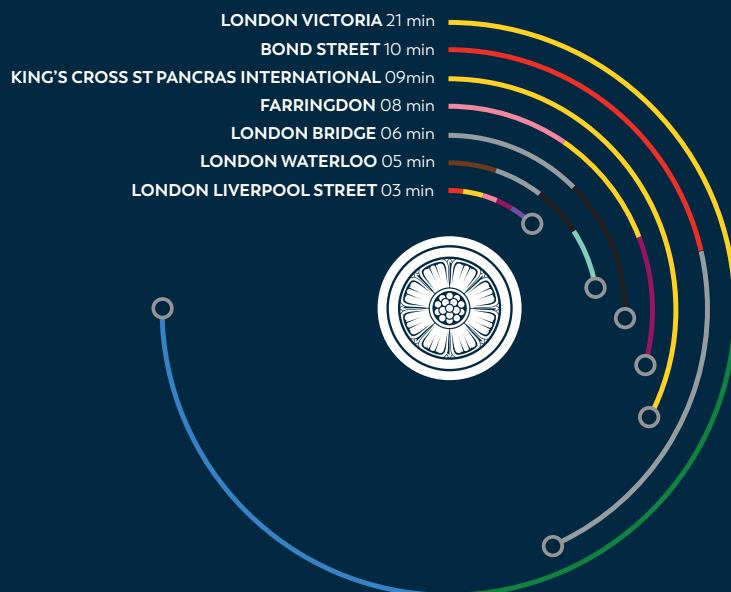 LONDON VICTORIA 21 min
BOND STREET 10 min
KING'S CROSS ST PANCRAS INTERNATIONAL 09min
FARRINGDON 08 min
LONDON BRIDGE 06 min
LONDON WATERLOO 05 min
LONDON LIVERPOOL STREET 03 min